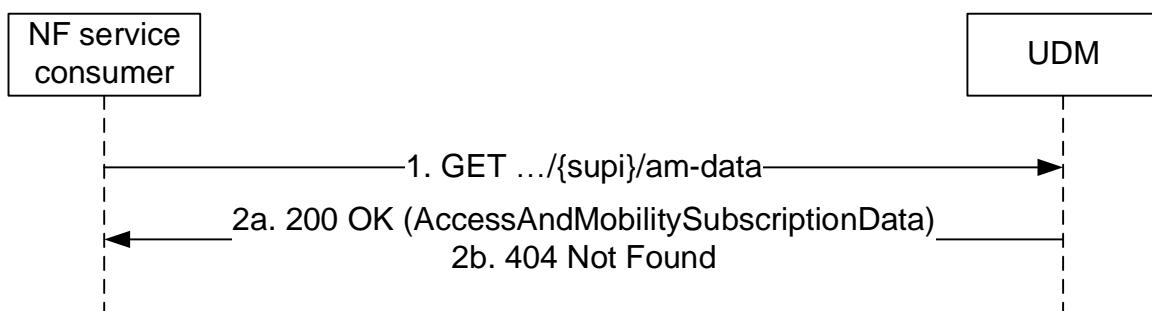 NF service
consumer
UDM
1. GET …/{supi}/am-data
2a. 200 OK (AccessAndMobilitySubscriptionData)
2b. 404 Not Found